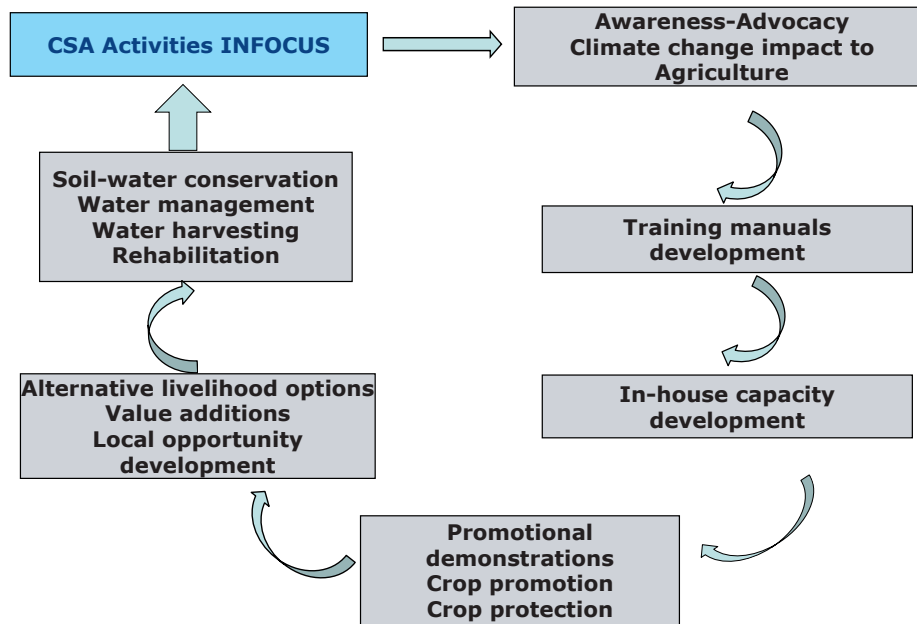 CSA Activities INFOCUS
Awareness-Advocacy
Climate change impact to
Agriculture
Training manuals
development
In-house capacity
development
Promotional
demonstrations
Crop promotion
Crop protection
Alternative livelihood options
Value additions
Local opportunity
development
Soil-water conservation
Water management
Water harvesting
Rehabilitation